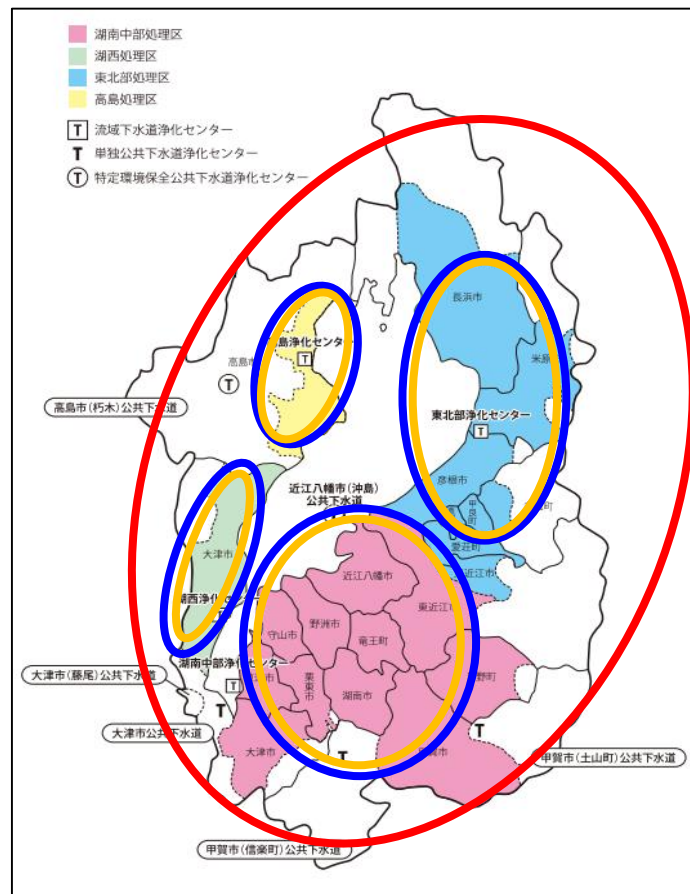 湖南中部処理区
湖西処理区
東北部処理区
高島処理区
T 流域下水道浄化センター
T 単独公共下水道浄化センター
T 特定環境保全公共下水道浄化センター
長浜市
米原
島浄化センター
高島市
T
T
高島市(朽木)公共下水道
東北部浄化センター
T
近江八幡市(沖島)
公共下水道
彦根市
甲良町
町
愛荘町
近江市
大津市
近江八幡市
東近江市
湖西浄化セン
野洲市
守山市
竜王町
湖南中部浄化センター
T
市
栗東市
湖南市
野町
大津市(藤尾)公共下水道
T
大津市公共下水道
大津市
T
T
賀市
甲賀市(土山町)公共下水道
甲賀市(信楽町)公共下水道